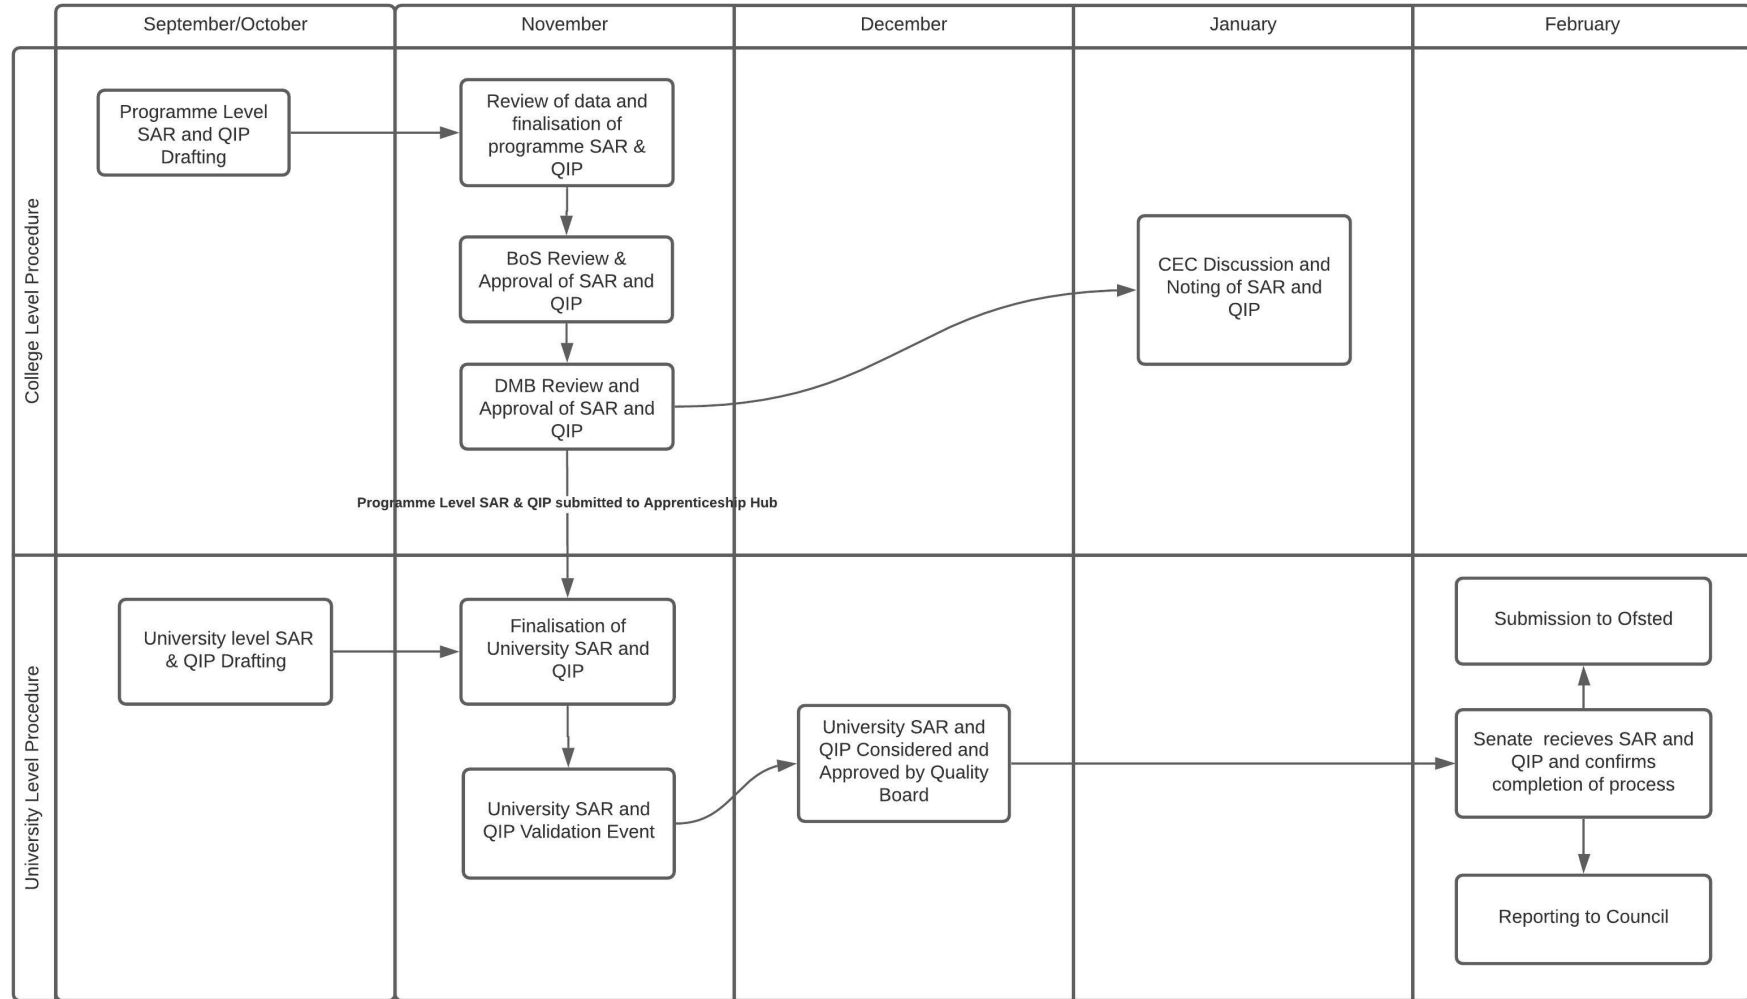 September/October
November
December
January
February
College Level Procedure
Programme Level
SAR and QIP
Drafting
Review of data and
finalisation of
programme SAR &
QIP
BoS Review &
Approval of SAR and
QIP
DMB Review and
Approval of SAR and
QIP
CEC Discussion and
Noting of SAR and
QIP
Programme Level SAR & QIP submitted to Apprenticeship Hub
University Level Procedure
University level SAR
& QIP Drafting
Finalisation of
University SAR and
QIP
University SAR and
QIP Validation Event
University SAR and
QIP Considered and
Approved by Quality
Board
Submission to Ofsted
Senate  recieves SAR and
QIP and confirms
completion of process
Reporting to Council